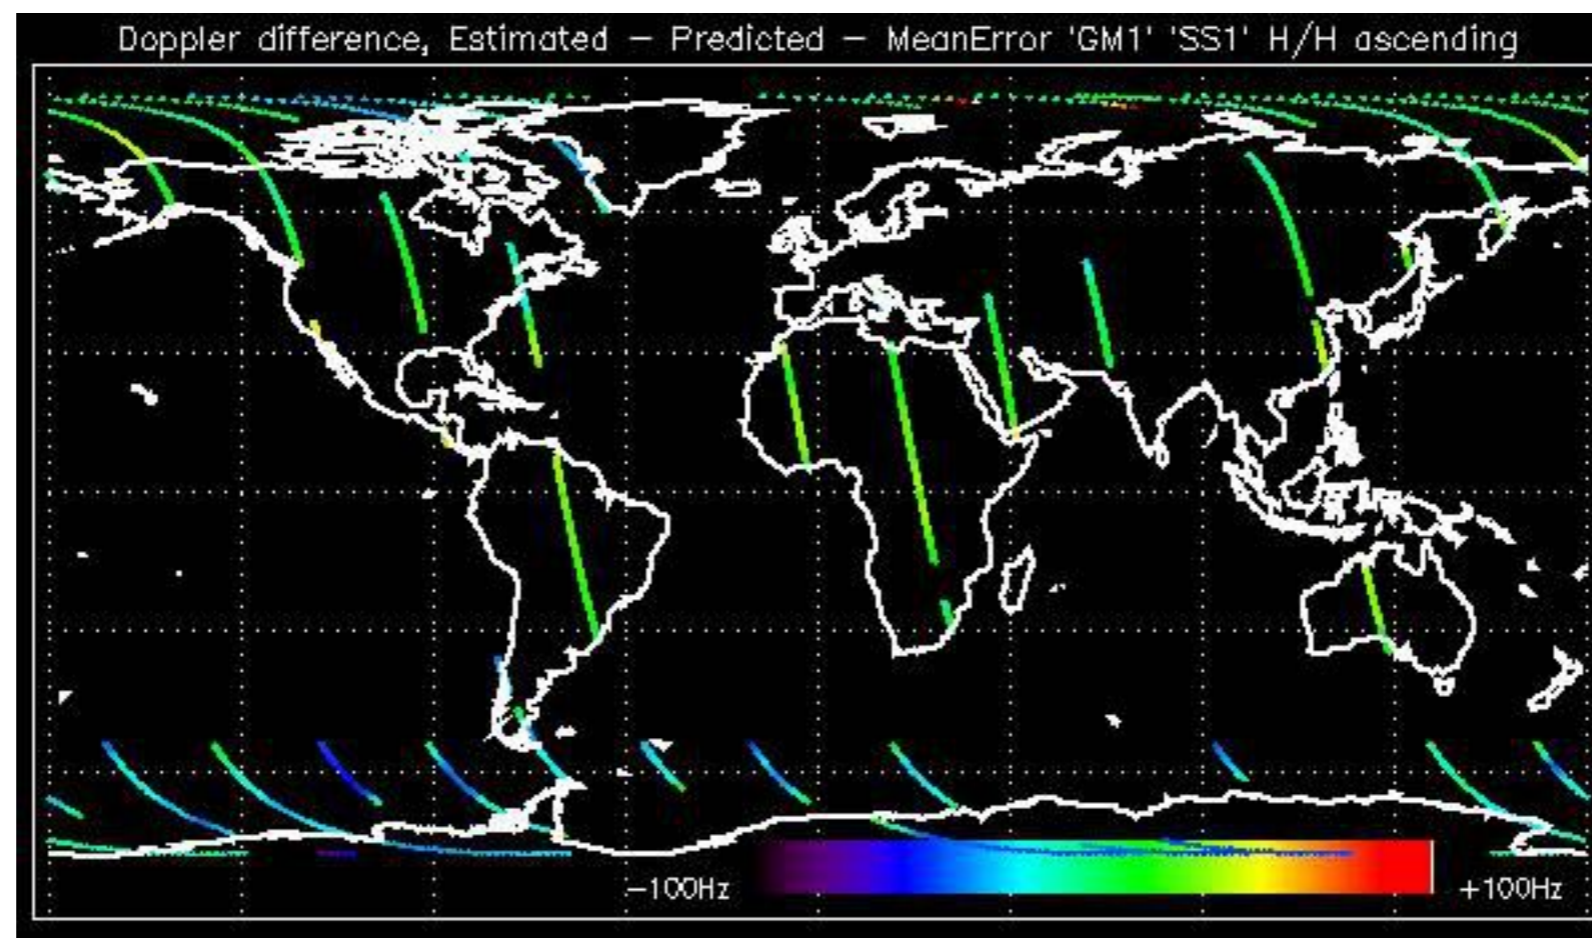 Doppler difference, Estimated – Predicted – MeanError 'GM1' 'SS1' H/H ascending
–100Hz
+100Hz